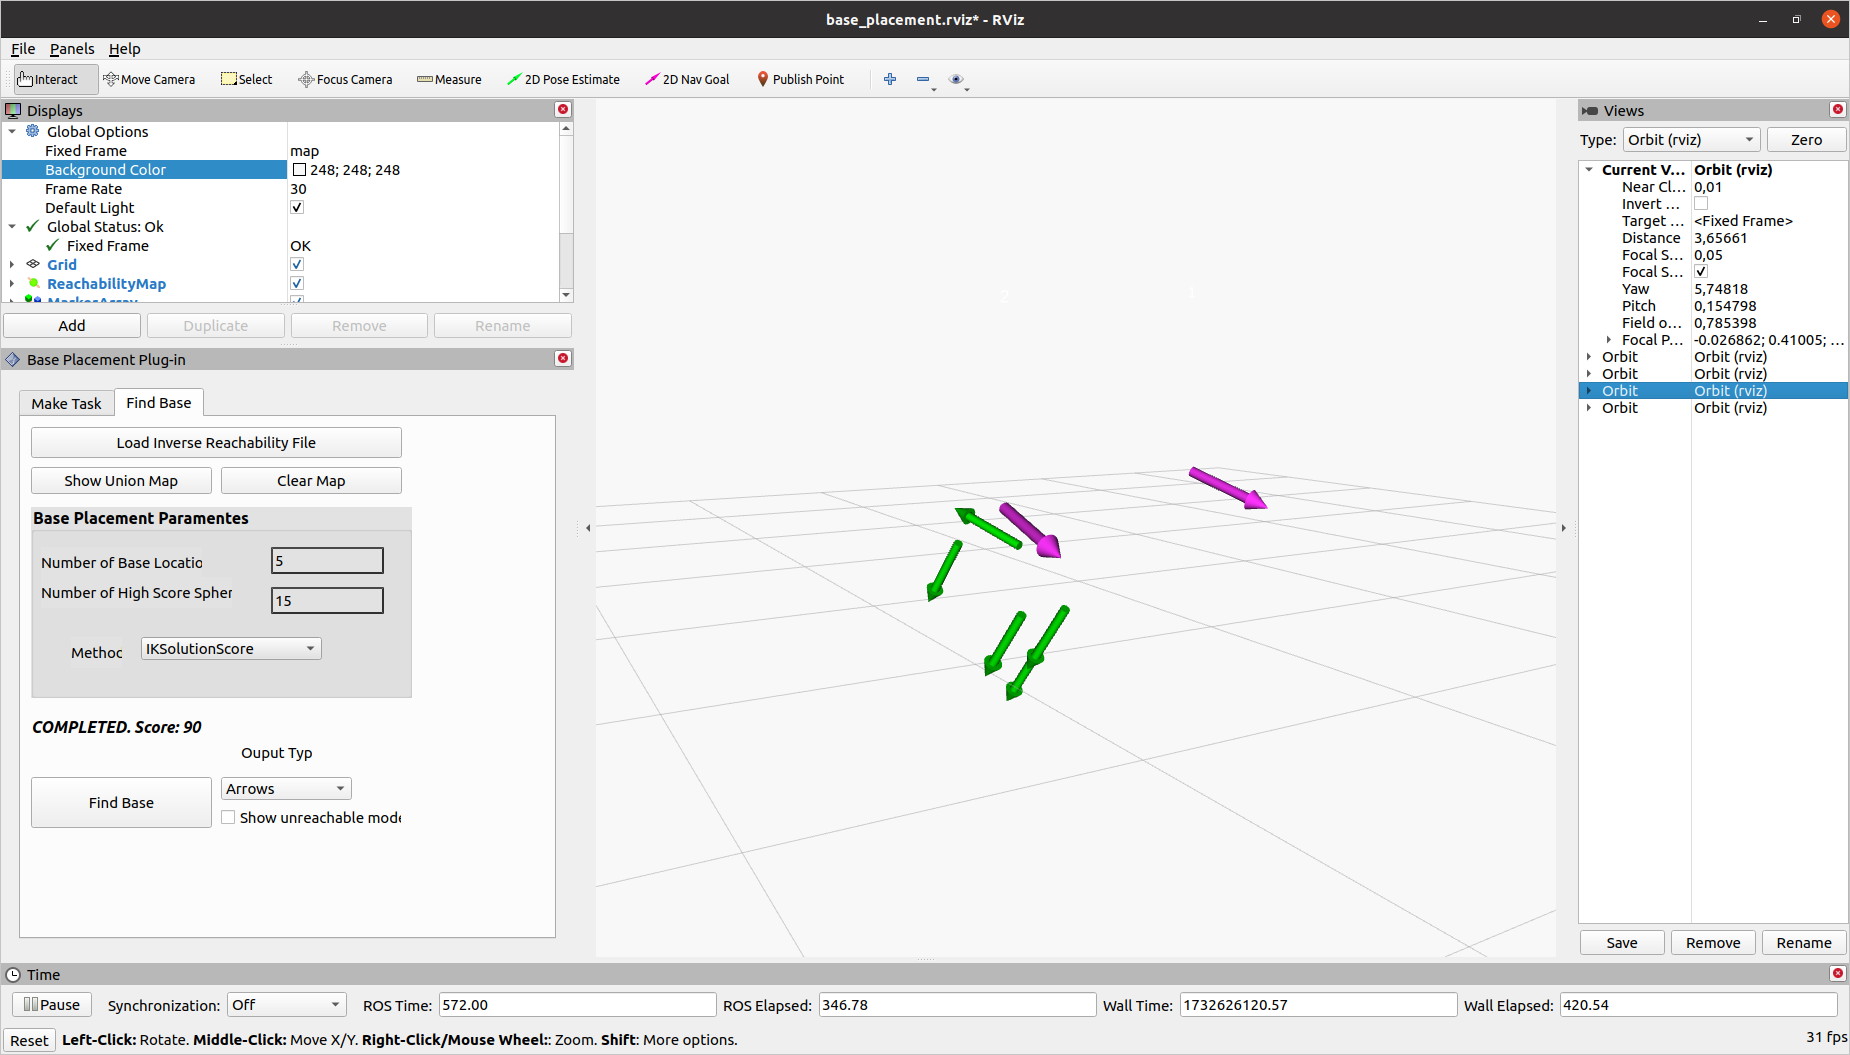 base_placement.rviz* - RViz
File Panels Help
Interact Move Camera Select Focus Camera Measure 2D Pose Estimate 2D Nav Goal Publish Point
Displays
Global Options
Fixed Frame map
Background Color 248; 248; 248
Frame Rate 30
Default Light
Global Status: Ok
Fixed Frame OK
Grid
ReachabilityMap
MarkerArray
Add Duplicate Remove Rename
Base Placement Plug-in
Make Task Find Base
Load Inverse Reachability File
Show Union Map Clear Map
Base Placement Paramentes
Number of Base Locatio 5
Number of High Score Spher 15
Methoc IKSolutionScore
COMPLETED. Score: 90
Ouput Typ
Find Base Arrows
Show unreachable mode
2 1
Views
Type: Orbit (rviz) Zero
Current V... Orbit (rviz)
Near Cl... 0,01
Invert ...
Target ... <Fixed Frame>
Distance 3,65661
Focal S... 0,05
Focal S...
Yaw 5,74818
Pitch 0,154798
Field o... 0,785398
Focal P... -0.026862; 0.41005; ...
Orbit Orbit (rviz)
Orbit Orbit (rviz)
Orbit Orbit (rviz)
Orbit Orbit (rviz)
Save Remove Rename
Time
Pause Synchronization: Off ROS Time: 572.00 ROS Elapsed: 346.78 Wall Time: 1732626120.57 Wall Elapsed: 420.54
Reset Left-Click: Rotate. Middle-Click: Move X/Y. Right-Click/Mouse Wheel:: Zoom. Shift: More options. 31 fps